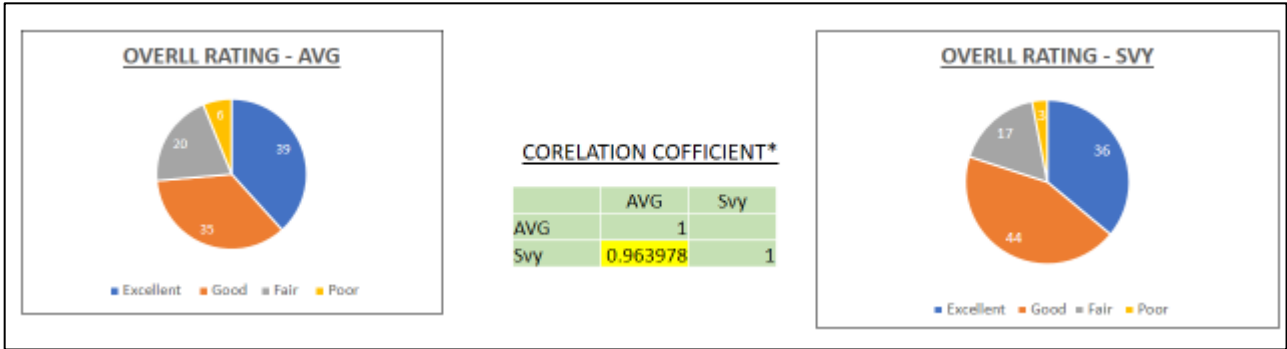 OVERLL RATING - AVG
6
20
39
35
Excellent Good Fair Poor
CORELATION COFFICIENT*
AVG Svy
AVG 1
Svy 0.963978 1
OVERLL RATING - SVY
3
17
36
44
Excellent Good Fair Poor